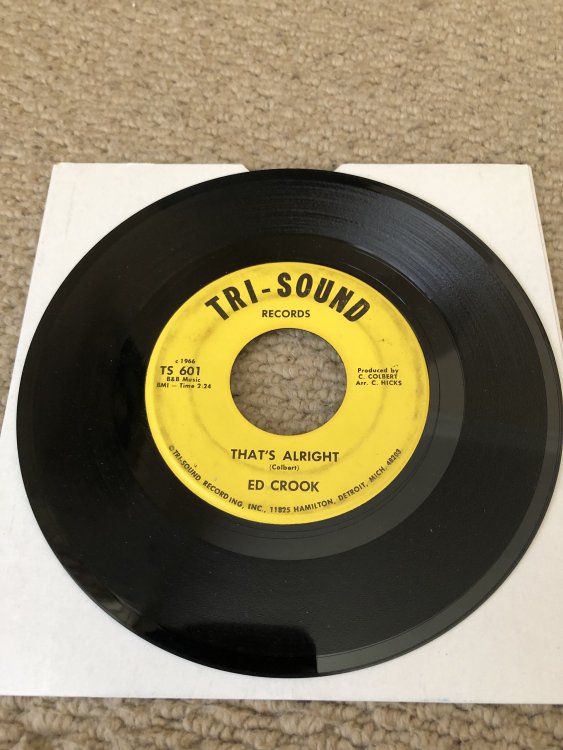 TRI-SOUND
RECORDS
c 1966
TS 601
B&B Music
BMI — Time 2.24
Produced by
C. COLBERT
Arr. C. HICKS
THAT'S ALRIGHT
(Colbert)
ED CROOK
©TRI-SOUND RECORDING, INC., 11825 HAMILTON, DETROIT, MICH. 48203